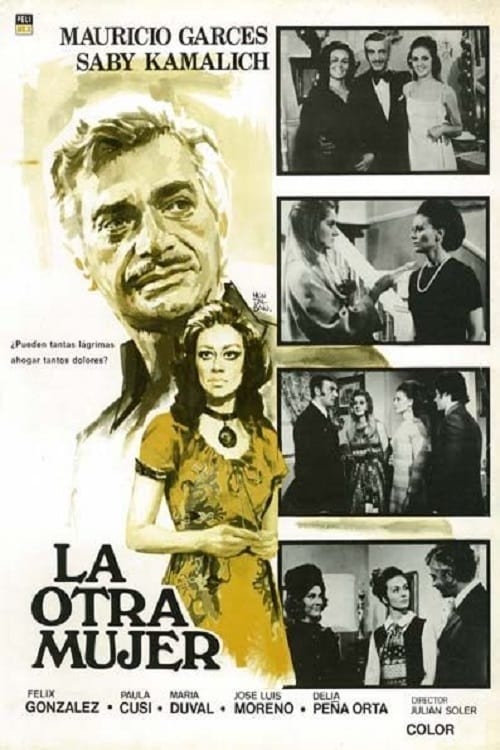 PELI
MAURICIO GARCES
SABY KAMALICH
¿Pueden tantas lágrimas
ahogar tantos dolores?
LA
OTRA
MUJER
FELIX GONZALEZ • PAULA CUSI • MARIA DUVAL • JOSE LUIS MORENO • DELIA PEÑA ORTA
DIRECTOR
JULIAN SOLER
COLOR